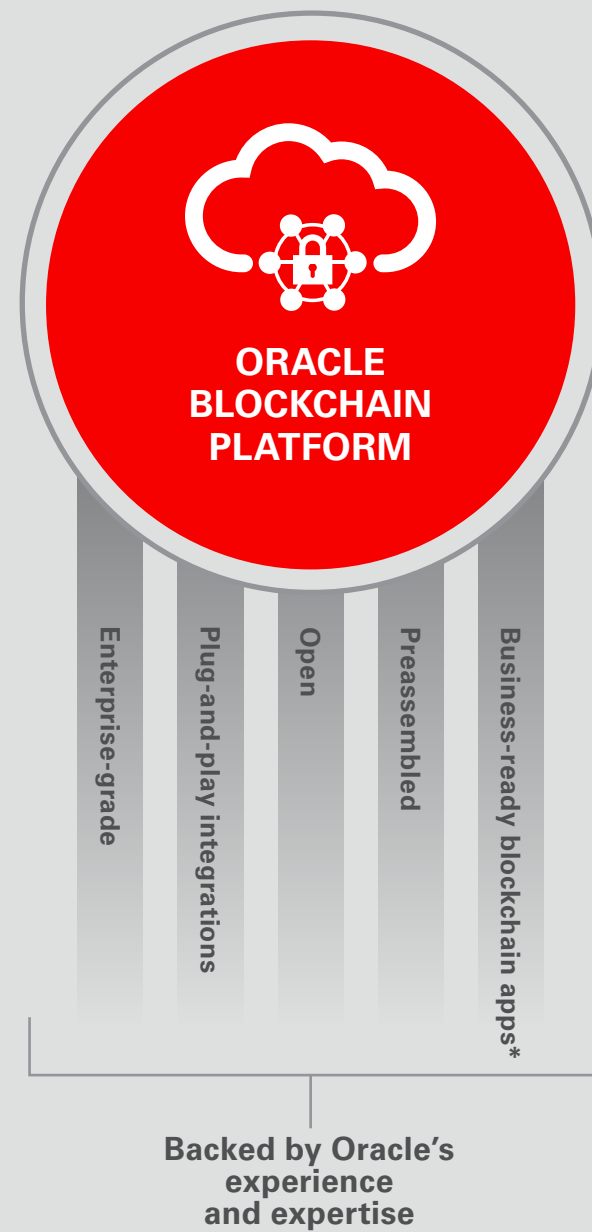 ORACLE
BLOCKCHAIN
PLATFORM
Enterprise-grade
Plug-and-play integrations
Open
Preassembled
Business-ready blockchain apps*
Backed by Oracle’s
experience
and expertise